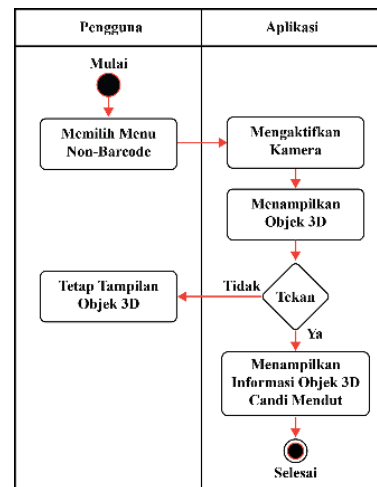 Pengguna
Aplikasi
Mulai
Memilih Menu
Non-Barcode
Mengaktifkan
Kamera
Menampilkan
Objek 3D
Tekan
Tidak
Tetap Tampilan
Objek 3D
Ya
Menampilkan
Informasi Objek 3D
Candi Mendut
Selesai